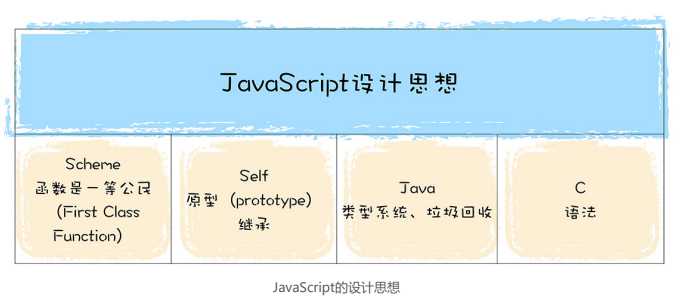 JavaScript设计思想
Scheme
函数是一等公民
（First Class
Function）
Self
原型（prototype）
继承
Java
类型系统、垃圾回收
C
语法
JavaScript的设计思想